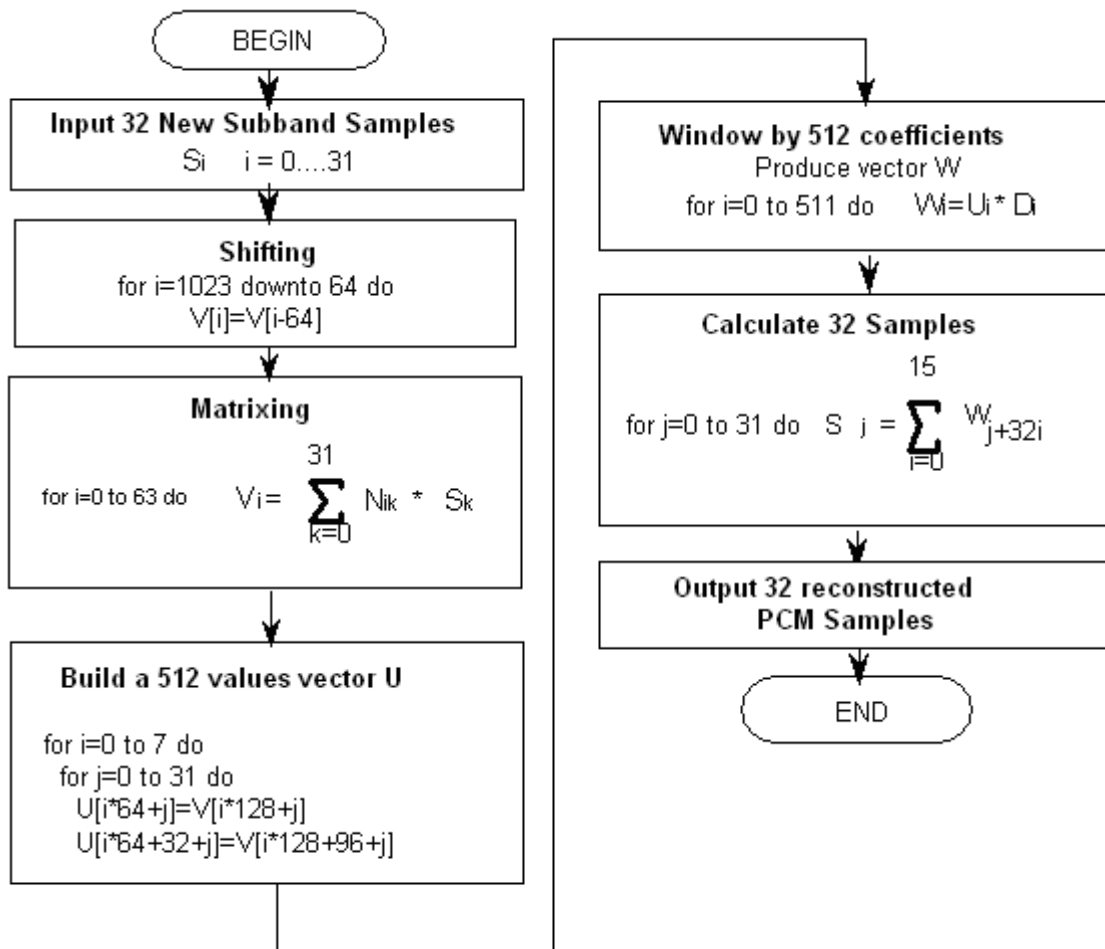 BEGIN
Input 32 New Subband Samples
Si i = 0....31
Shifting
for i=1023 downto 64 do
V[i]=V[i-64]
Matrixing
31
for i=0 to 63 do Vi= Σ Nik * Sk
k=0
Build a 512 values vector U
for i=0 to 7 do
for j=0 to 31 do
U[i*64+j]=V[i*128+j]
U[i*64+32+j]=V[i*128+96+j]
Window by 512 coefficients
Produce vector W
for i=0 to 511 do Wi=Ui* Di
Calculate 32 Samples
15
for j=0 to 31 do S j = Σ Wj+32i
i=0
Output 32 reconstructed
PCM Samples
END